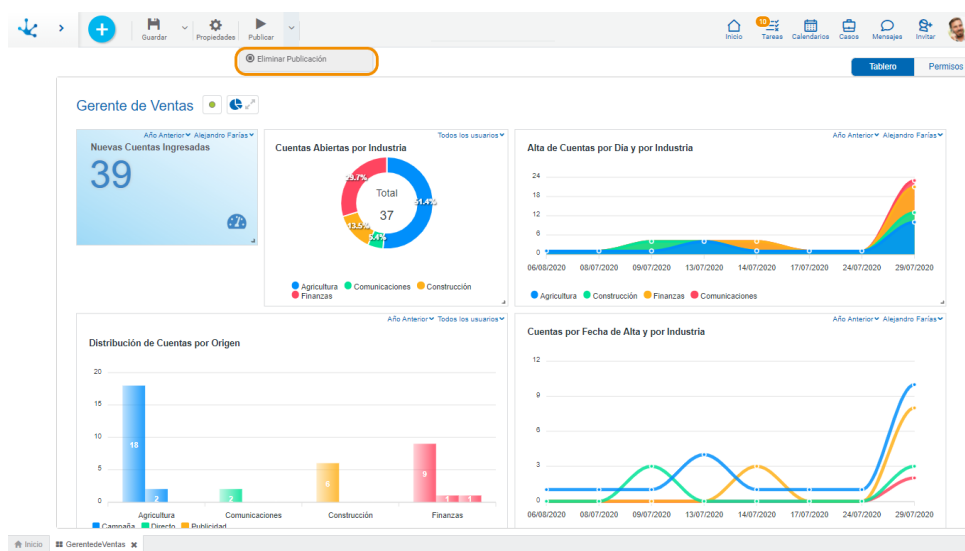 Guardar
Propiedades
Publicar
Inicio
10
Tareas
Calendarios
Casos
Mensajes
Invitar
Eliminar Publicación
Tablero
Permisos
Gerente de Ventas
Año Anterior Alejandro Farías
Nuevas Cuentas Ingresadas
39
Todos los usuarios
Cuentas Abiertas por Industria
29.7%
Total
51.4%
37
13.5%
5.4%
Agricultura Comunicaciones Construcción
Finanzas
Año Anterior Alejandro Farías
Alta de Cuentas por Día y por Industria
24
18
12
6
0
06/08/2020 08/07/2020 09/07/2020 13/07/2020 14/07/2020 17/07/2020 24/07/2020 29/07/2020
Agricultura Construcción Finanzas Comunicaciones
Año Anterior Todos los usuarios
Distribución de Cuentas por Origen
20
15
10
5
0
18
2
2
6
9
1
1
Agricultura Comunicaciones Construcción Finanzas
Campaña Directo Publicidad
Año Anterior Alejandro Farías
Cuentas por Fecha de Alta y por Industria
12
9
6
3
0
06/08/2020 08/07/2020 09/07/2020 13/07/2020 14/07/2020 17/07/2020 24/07/2020 29/07/2020
Inicio
GerentedeVentas